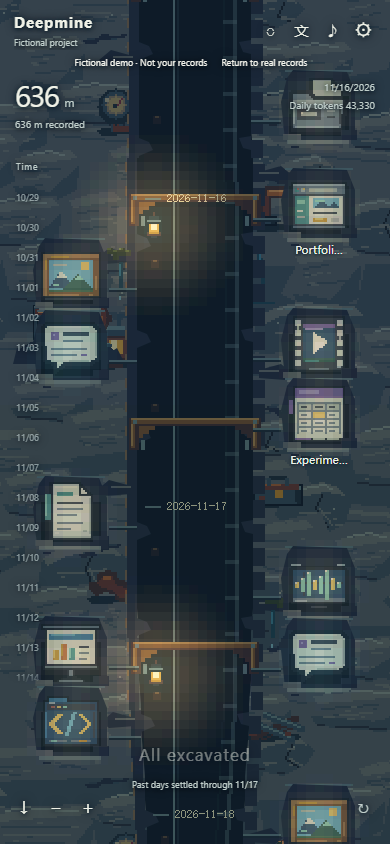 Deepmine
Fictional project
文
Fictional demo · Not your records
Return to real records
636 m
636 m recorded
11/16/2026
Daily tokens 43,330
Time
10/29
2026-11-16
10/30
Portfoli...
10/31
11/01
11/02
11/03
11/04
11/05
11/06
Experime...
11/07
11/08
2026-11-17
11/09
11/10
11/11
11/12
11/13
11/14
All excavated
Past days settled through 11/17
2026-11-18